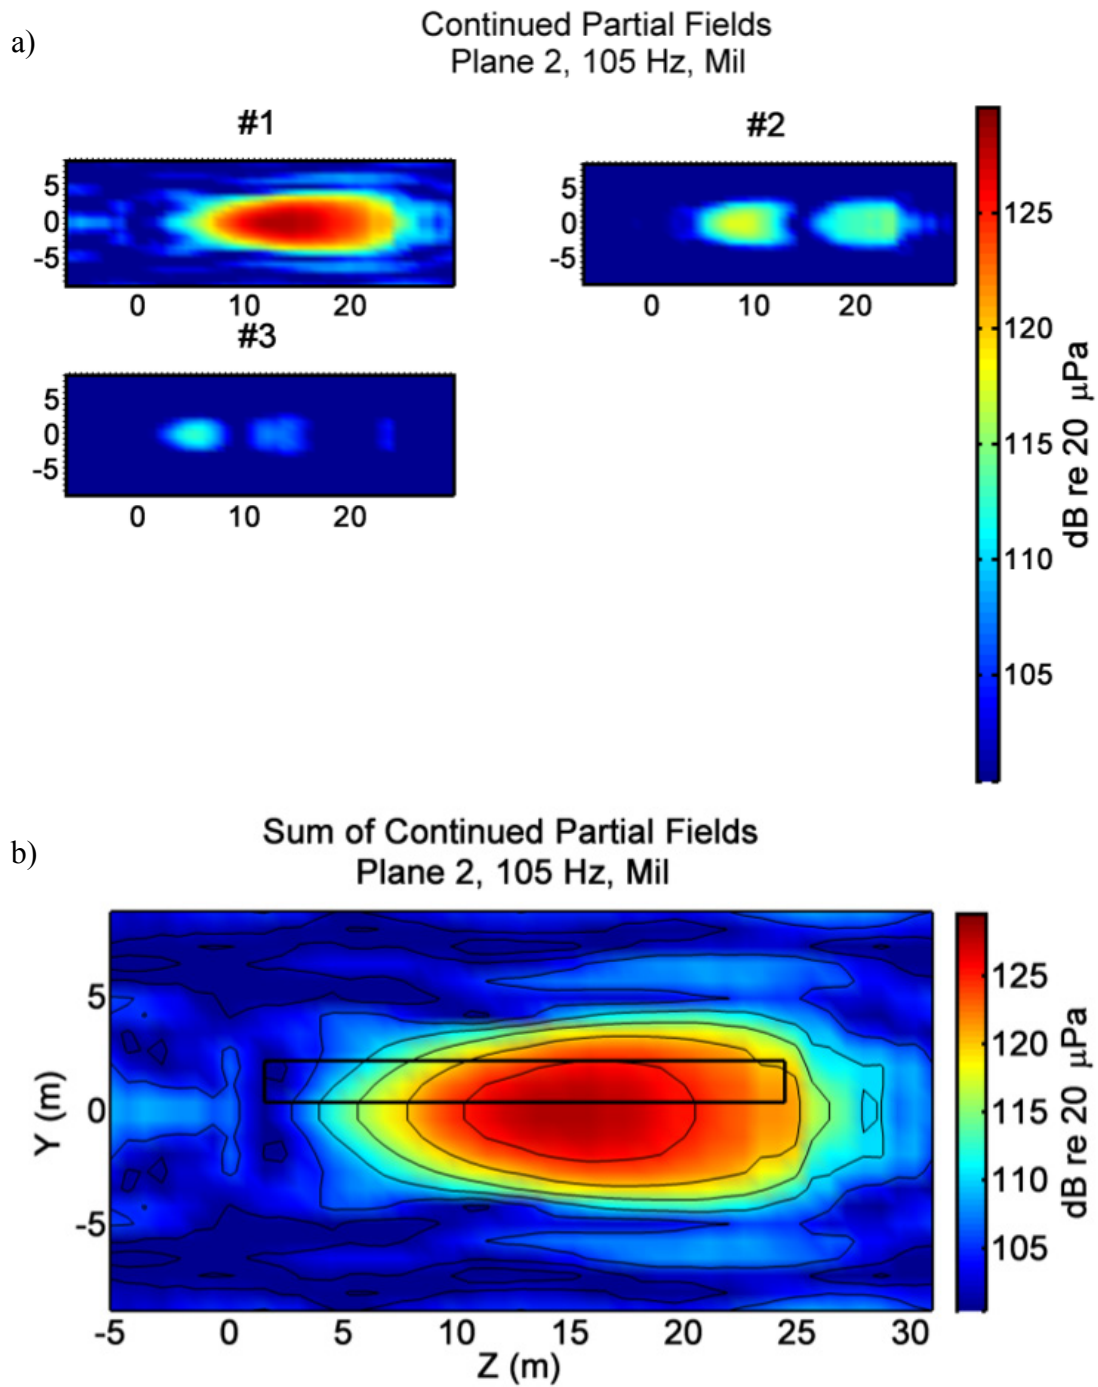 a)
Continued Partial Fields
Plane 2, 105 Hz, Mil
#1
#2
5
0
-5
0 10 20
5
0
-5
0 10 20
#3
5
0
-5
0 10 20
125
120
115
110
105
dB re 20 μPa
b)
Sum of Continued Partial Fields
Plane 2, 105 Hz, Mil
5
0
-5
Y (m)
-5 0 5 10 15 20 25 30
Z (m)
125
120
115
110
105
dB re 20 μPa